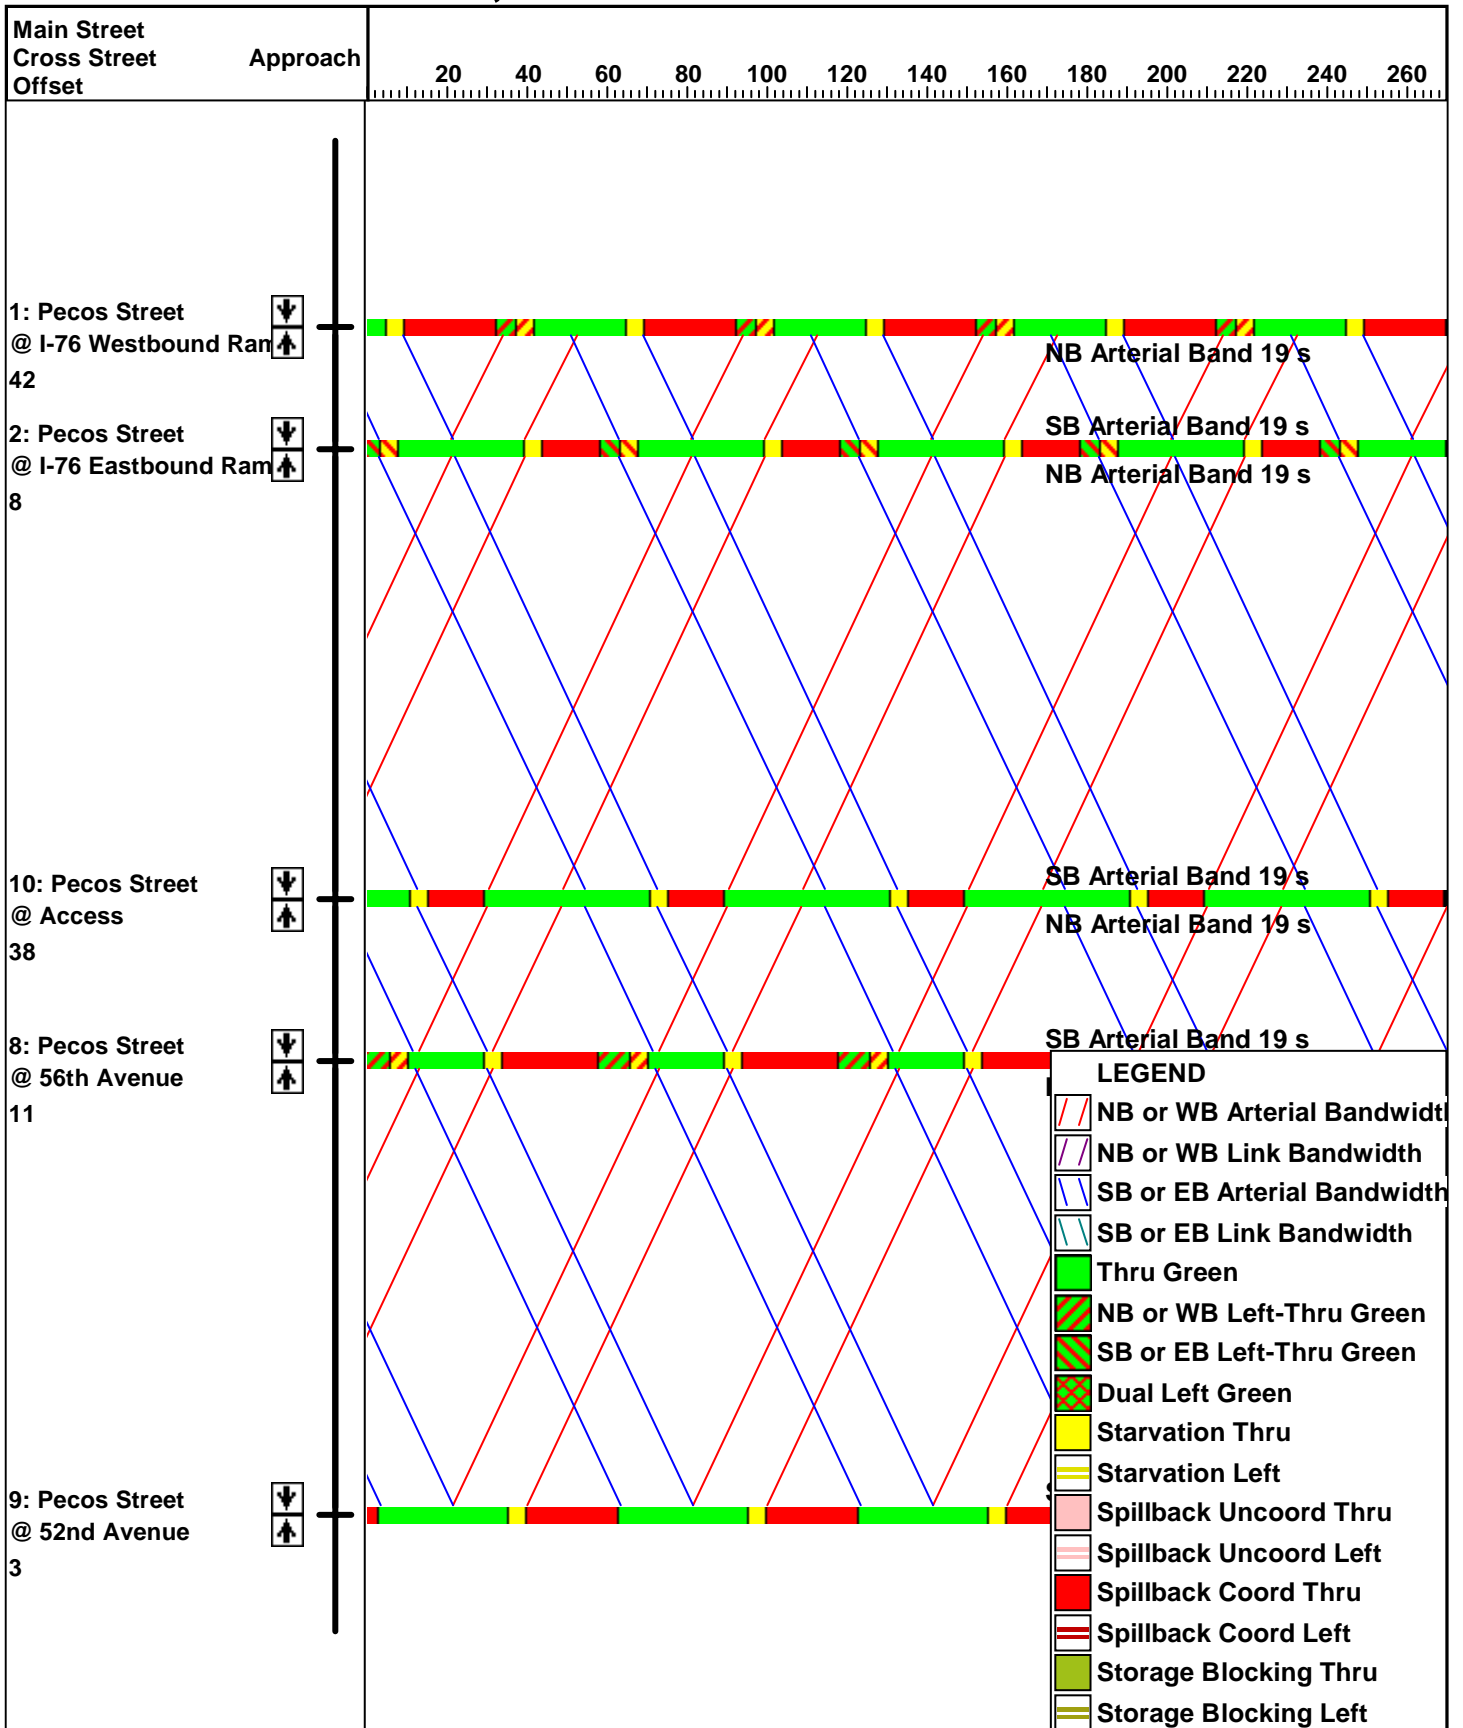 Main Street
Cross Street Approach
Offset
20 40 60 80 100 120 140 160 180 200 220 240 260
1: Pecos Street
@ I-76 Westbound Ram
42
NB Arterial Band 19 s
2: Pecos Street
@ I-76 Eastbound Ram
8
SB Arterial Band 19 s
NB Arterial Band 19 s
10: Pecos Street
@ Access
38
SB Arterial Band 19 s
NB Arterial Band 19 s
8: Pecos Street
@ 56th Avenue
11
SB Arterial Band 19 s
9: Pecos Street
@ 52nd Avenue
3
LEGEND
NB or WB Arterial Bandwidth
NB or WB Link Bandwidth
SB or EB Arterial Bandwidth
SB or EB Link Bandwidth
Thru Green
NB or WB Left-Thru Green
SB or EB Left-Thru Green
Dual Left Green
Starvation Thru
Starvation Left
Spillback Uncoord Thru
Spillback Uncoord Left
Spillback Coord Thru
Spillback Coord Left
Storage Blocking Thru
Storage Blocking Left